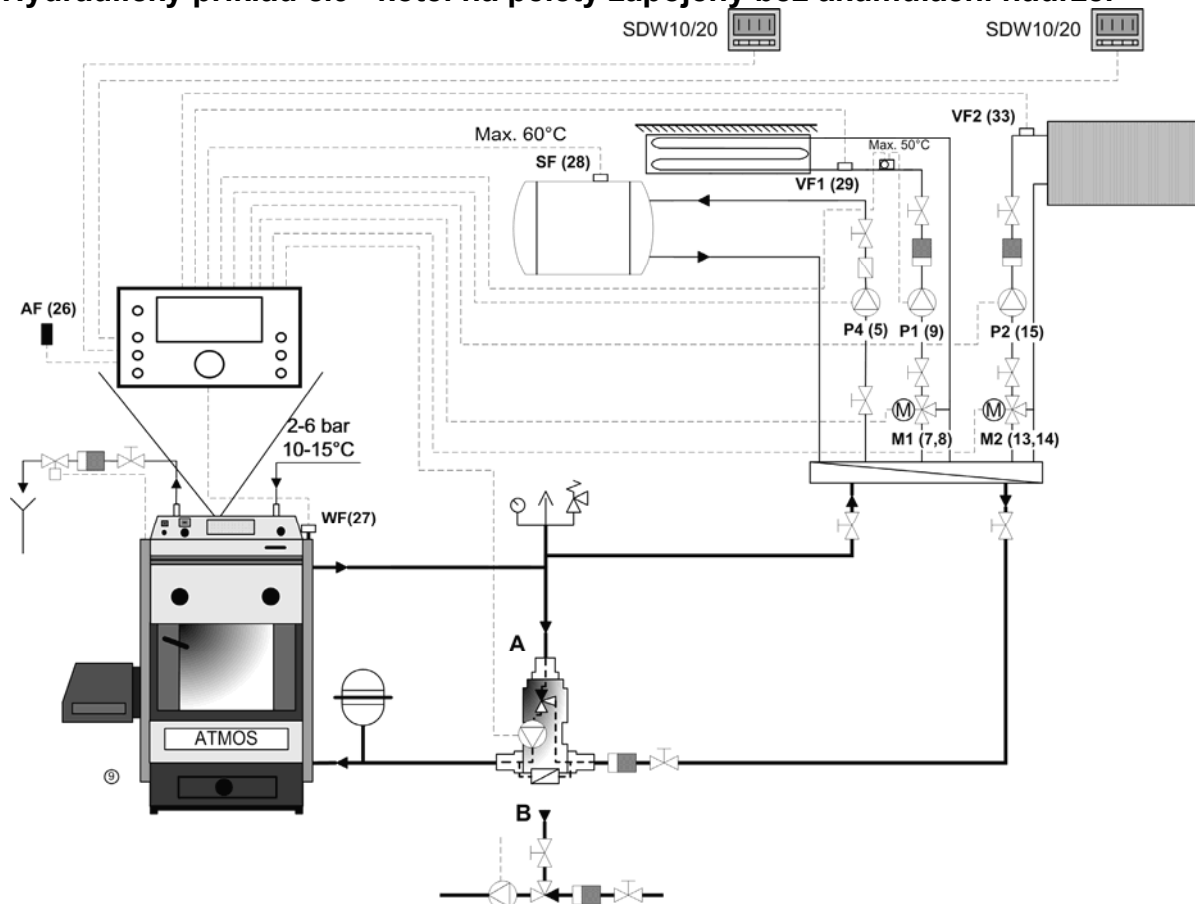 Hydraulický příklad
kotel na pelety zapojený bez akumulační nádrže.
SDW10/20
SDW10/20
VF2 (33)
Max. 60°C
SF (28)
Max. 50°C
VF1 (29)
AF (26)
P4 (5)
P1 (9)
P2 (15)
M
M
M1 (7,8)
M2 (13,14)
2-6 bar
10-15°C
WF(27)
A
ATMOS
9
B